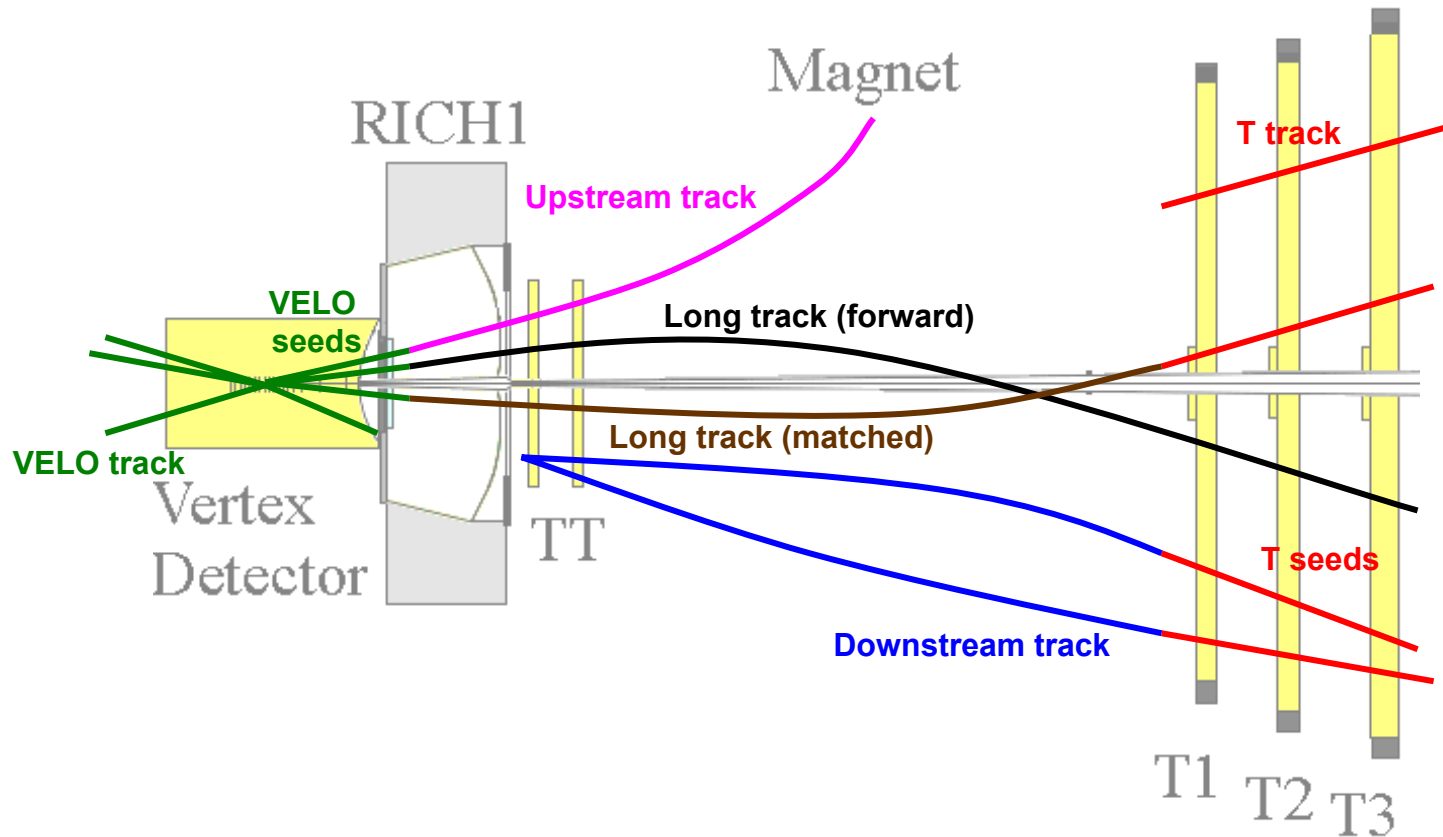 Magnet
RICH1
T track
Upstream track
VELO
seeds
Long track (forward)
Long track (matched)
VELO track
Vertex
Detector
TT
T seeds
Downstream track
T1
T2
T3